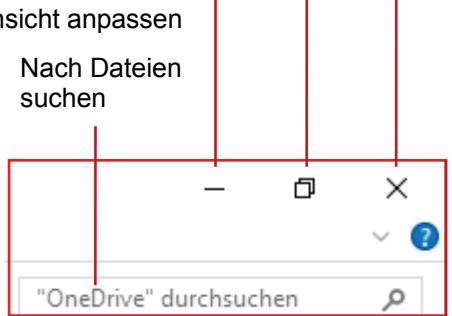 nsicht anpassen
Nach Dateien
suchen
?
"OneDrive" durchsuchen